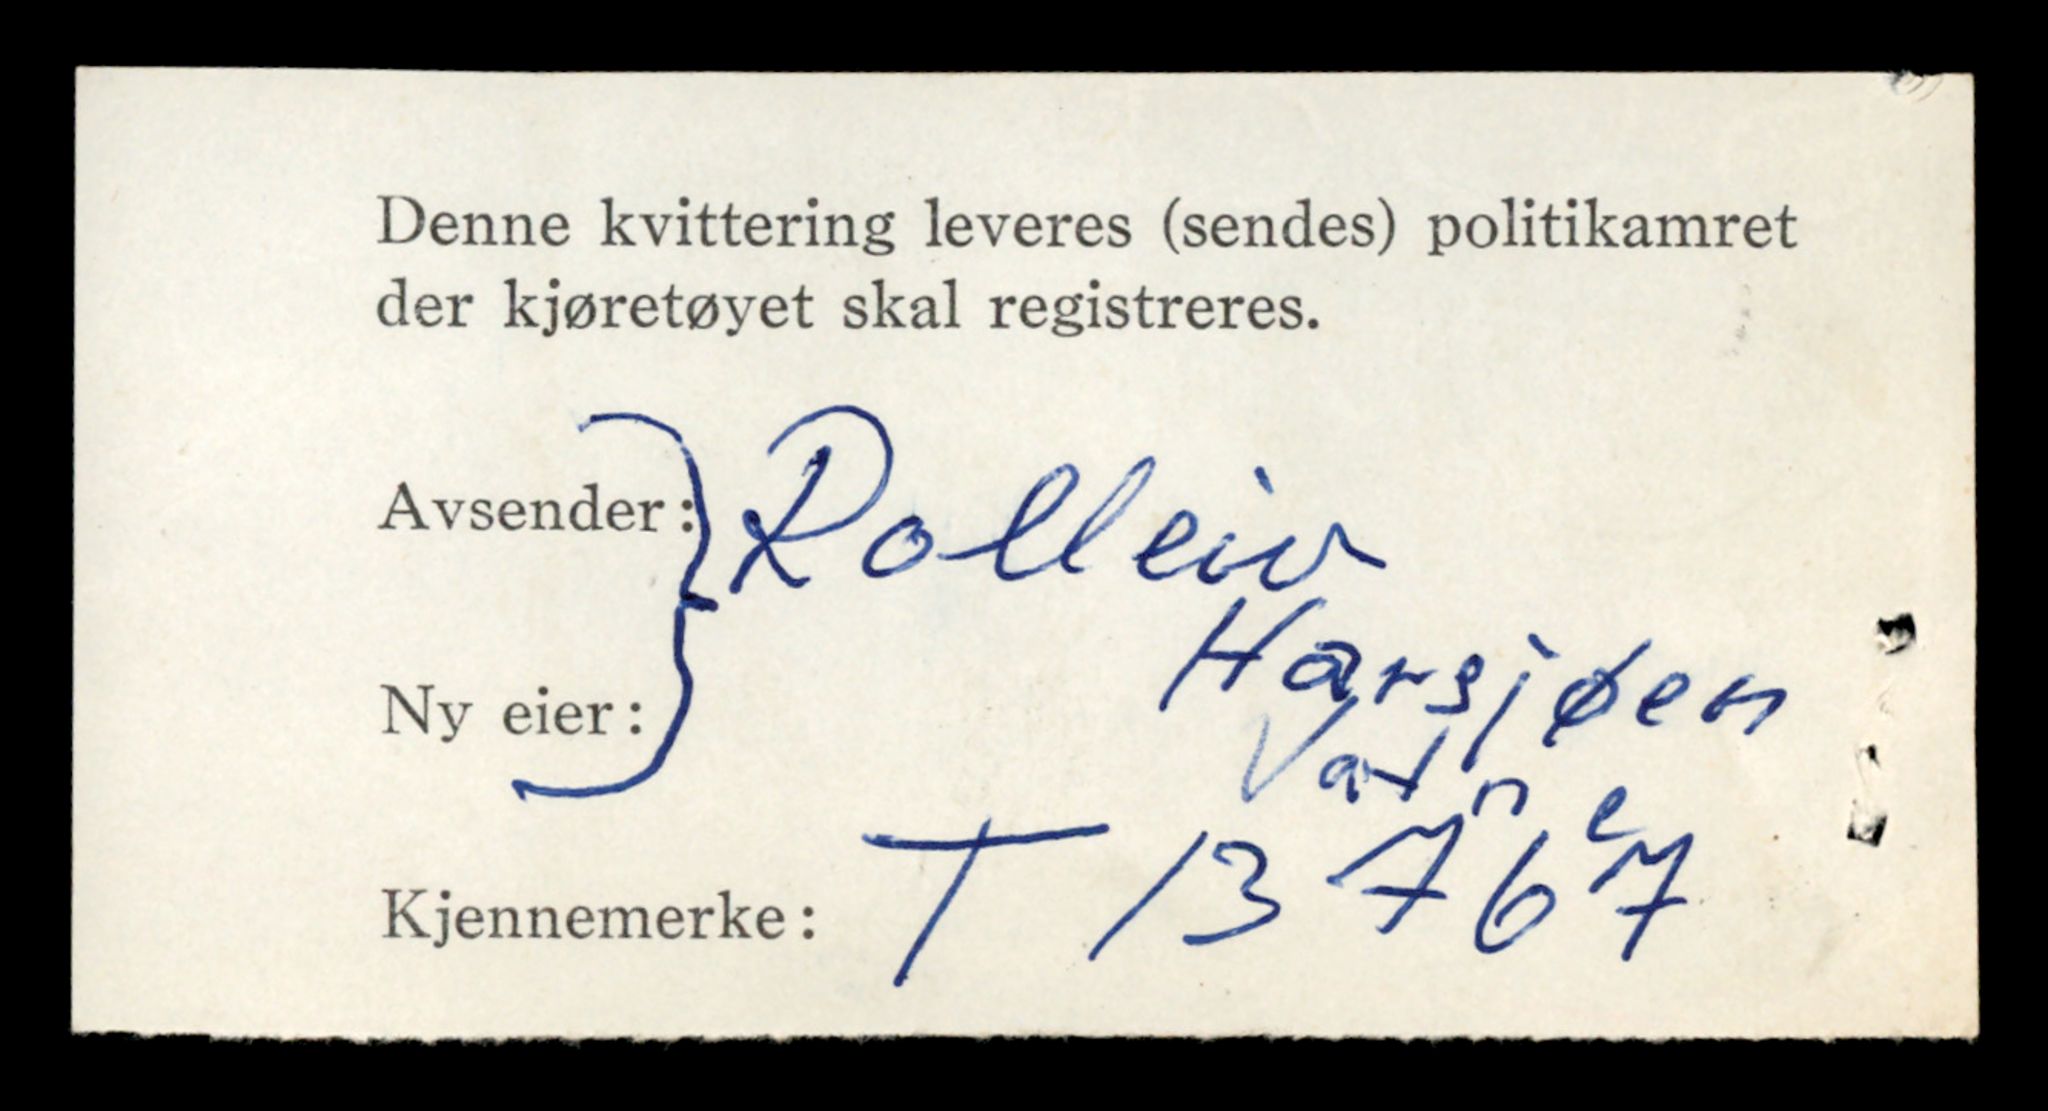 Denne kvittering leveres (sendes) politikamret
der kjøretøyet skal registreres.
Avsender: Rolleiv
Harsjøen
Ny eier:
Vatne
Kjennemerke: T 13767